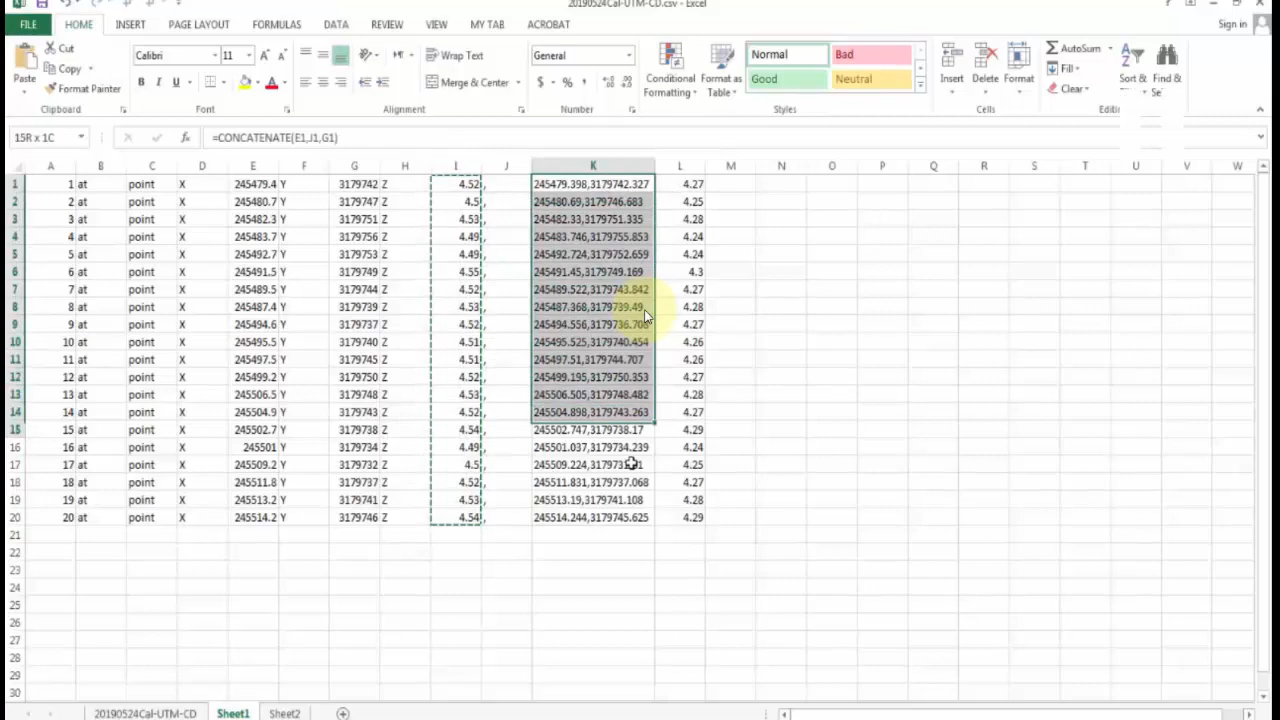 20190524Cal-UTM-CD.csv - Excel
FILE HOME INSERT PAGE LAYOUT FORMULAS DATA REVIEW VIEW MY TAB ACROBAT Sign in
Cut Calibri 11 Wrap Text General Normal Bad AutoSum
Paste Copy Conditional Format as Good Neutral Insert Delete Format Fill Sort & Find &
Format Painter Merge & Center $ % Formatting Table Clear
Clipboard Font Alignment Number Styles Cells
15R x 1C =CONCATENATE(E1,J1,G1)
A B C D E F G H I J K L M N O P Q R S T U V W
1 1 at point X 245479.4 Y 3179742 Z 4.52 , 245479.398,3179742.327 4.27
2 2 at point X 245480.7 Y 3179747 Z 4.5 , 245480.69,3179746.683 4.25
3 3 at point X 245482.3 Y 3179751 Z 4.53 , 245482.33,3179751.335 4.28
4 4 at point X 245483.7 Y 3179756 Z 4.49 , 245483.746,3179755.853 4.24
5 5 at point X 245492.7 Y 3179753 Z 4.49 , 245492.724,3179752.659 4.24
6 6 at point X 245491.5 Y 3179749 Z 4.55 , 245491.45,3179749.169 4.3
7 7 at point X 245489.5 Y 3179744 Z 4.52 , 245489.522,3179743.842 4.27
8 8 at point X 245487.4 Y 3179739 Z 4.53 , 245487.368,3179739.49 4.28
9 9 at point X 245494.6 Y 3179737 Z 4.52 , 245494.556,3179736.708 4.27
10 10 at point X 245495.5 Y 3179740 Z 4.51 , 245495.525,3179740.454 4.26
11 11 at point X 245497.5 Y 3179745 Z 4.51 , 245497.51,3179744.707 4.26
12 12 at point X 245499.2 Y 3179750 Z 4.52 , 245499.195,3179750.353 4.27
13 13 at point X 245506.5 Y 3179748 Z 4.53 , 245506.505,3179748.482 4.28
14 14 at point X 245504.9 Y 3179743 Z 4.52 , 245504.898,3179743.263 4.27
15 15 at point X 245502.7 Y 3179738 Z 4.54 , 245502.747,3179738.17 4.29
16 16 at point X 245501 Y 3179734 Z 4.49 , 245501.037,3179734.239 4.24
17 17 at point X 245509.2 Y 3179732 Z 4.5 , 4.25
18 18 at point X 245511.8 Y 3179737 Z 4.52 , 245511.831,3179737.068 4.27
19 19 at point X 245513.2 Y 3179741 Z 4.53 , 245513.19,3179741.108 4.28
20 20 at point X 245514.2 Y 3179746 Z 4.54 , 245514.244,3179745.625 4.29
21
22
23
24
25
26
27
28
29
30
20190524Cal-UTM-CD Sheet1 Sheet2